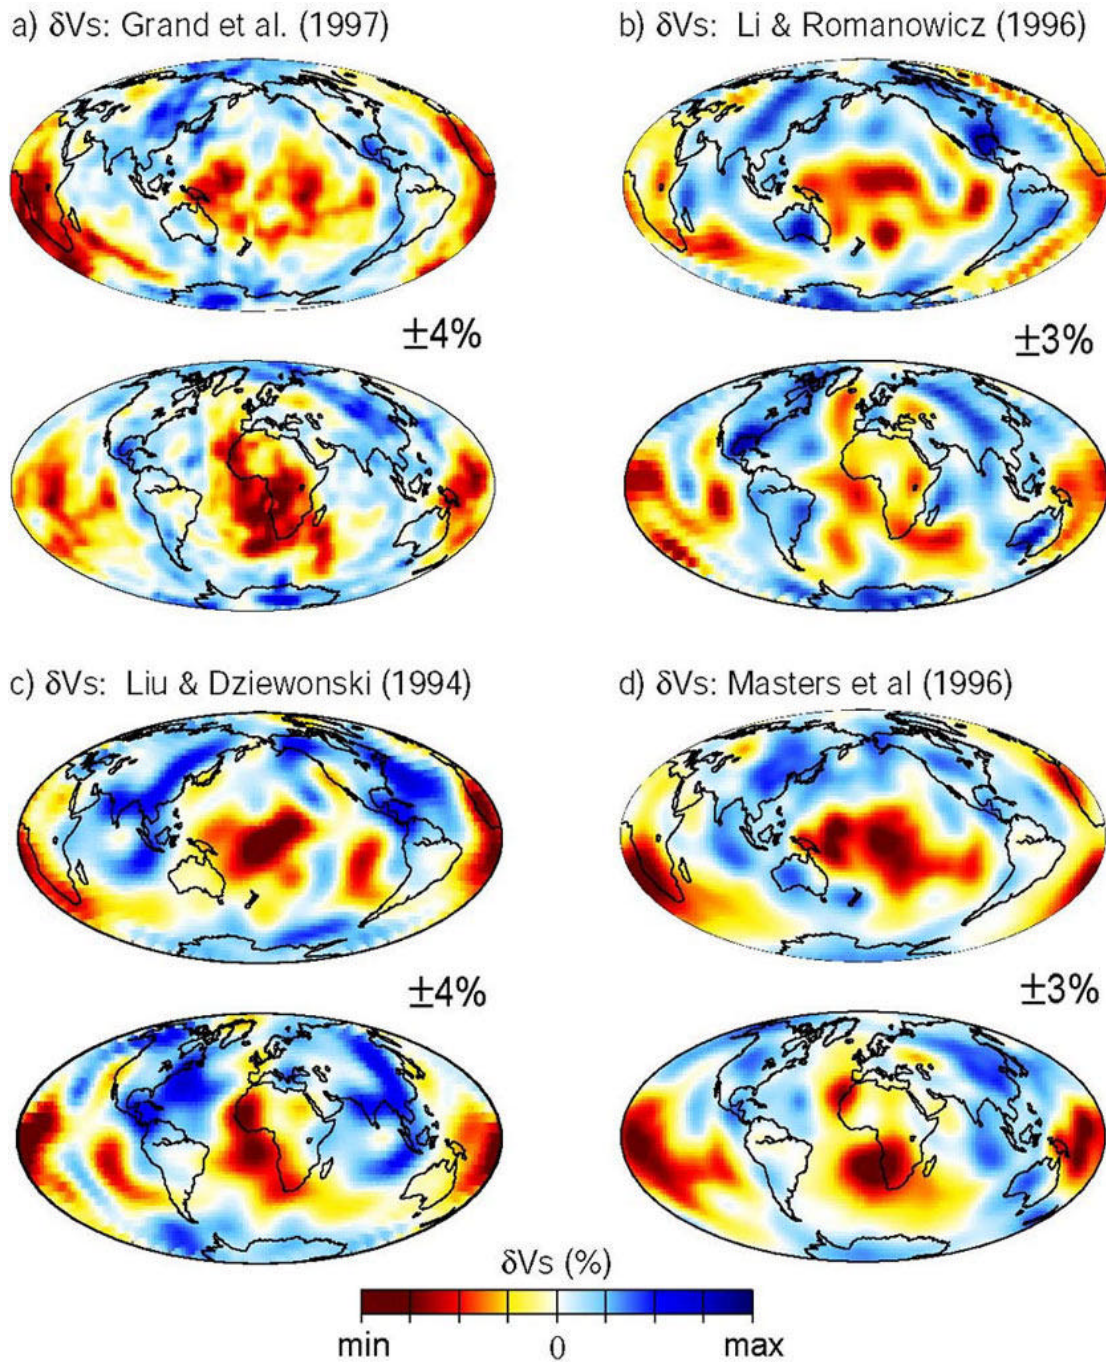 a) δVs: Grand et al. (1997)
b) δVs: Li & Romanowicz (1996)
±4%
±3%
c) δVs: Liu & Dziewonski (1994)
d) δVs: Masters et al (1996)
±4%
±3%
δVs (%)
min 0 max